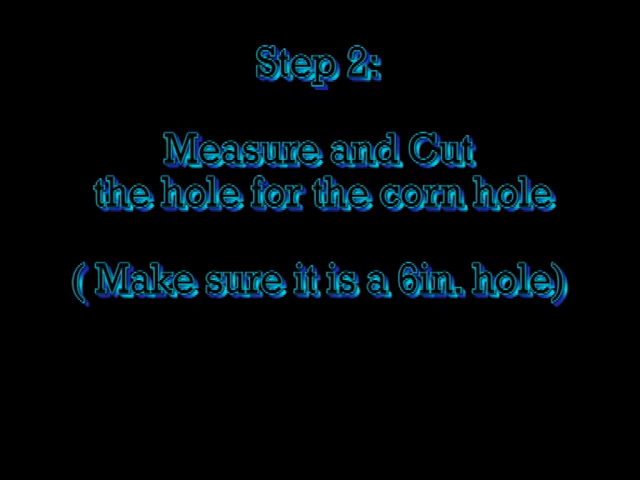 Step 2:
Measure and Cut
the hole for the corn hole
( Make sure it is a 6in. hole)